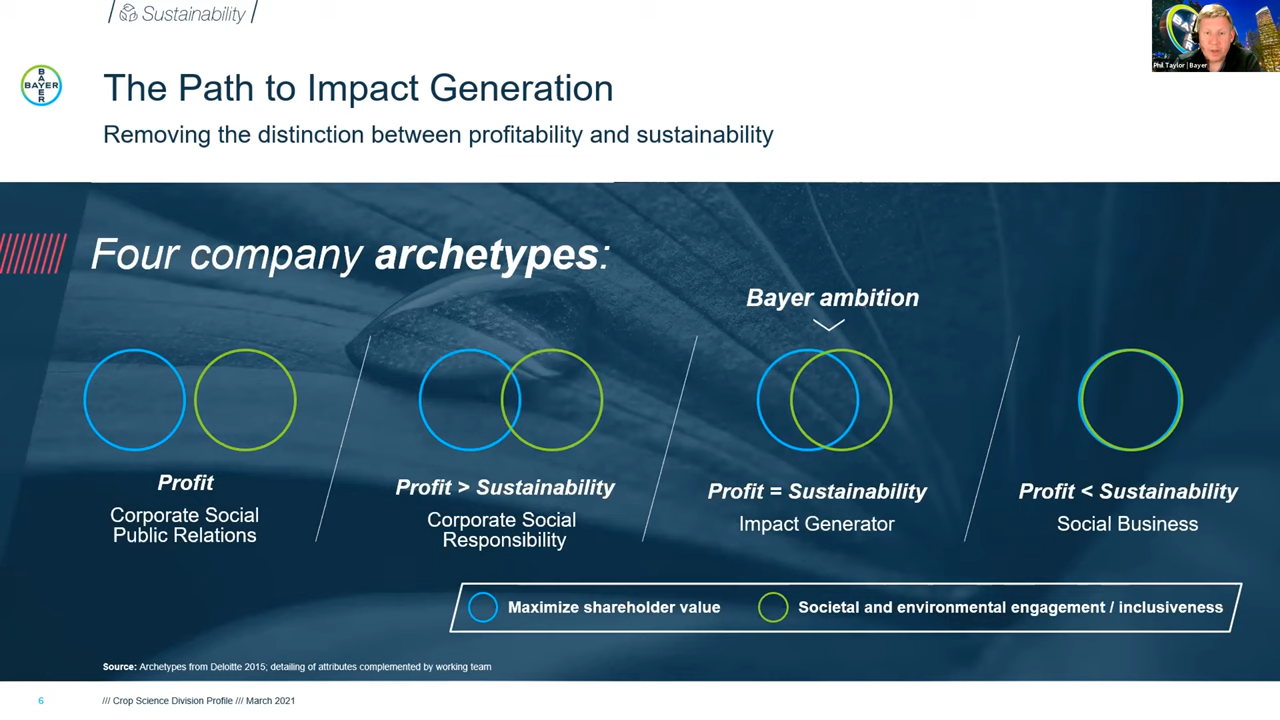 / Sustainability /
Phil Taylor | Bayer
BAYER
BAYER
The Path to Impact Generation
Removing the distinction between profitability and sustainability
Four company archetypes:
Bayer ambition
Profit
Corporate Social
Public Relations
Profit > Sustainability
Corporate Social
Responsibility
Profit = Sustainability
Impact Generator
Profit < Sustainability
Social Business
Maximize shareholder value
Societal and environmental engagement / inclusiveness
Source: Archetypes from Deloitte 2015; detailing of attributes complemented by working team
6
/// Crop Science Division Profile /// March 2021